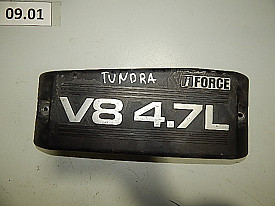 09.01
TUNDRA
i FORCE
V8 4.7L